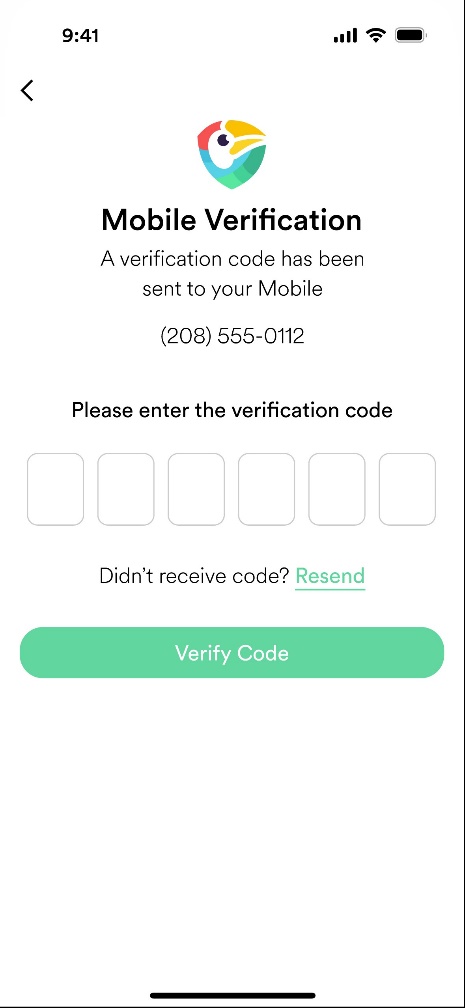 9:41
Mobile Verification
A verification code has been
sent to your Mobile
(208) 555-0112
Please enter the verification code
Didn't receive code? Resend
Verify Code